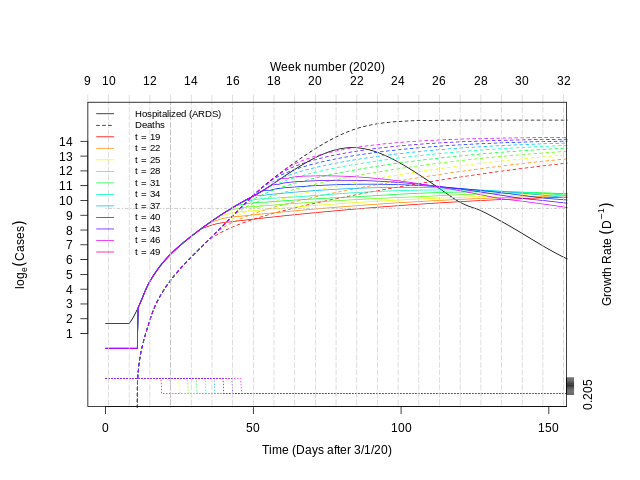 Week number (2020)
9 10 12 14 16 18 20 22 24 26 28 30 32
Hospitalized (ARDS)
Deaths
t = 19
t = 22
t = 25
t = 28
t = 31
t = 34
t = 37
t = 40
t = 43
t = 46
t = 49
14
13
12
11
10
9
8
7
6
5
4
3
2
1
logₑ(Cases)
Growth Rate (D⁻¹)
0.205
0 50 100 150
Time (Days after 3/1/20)